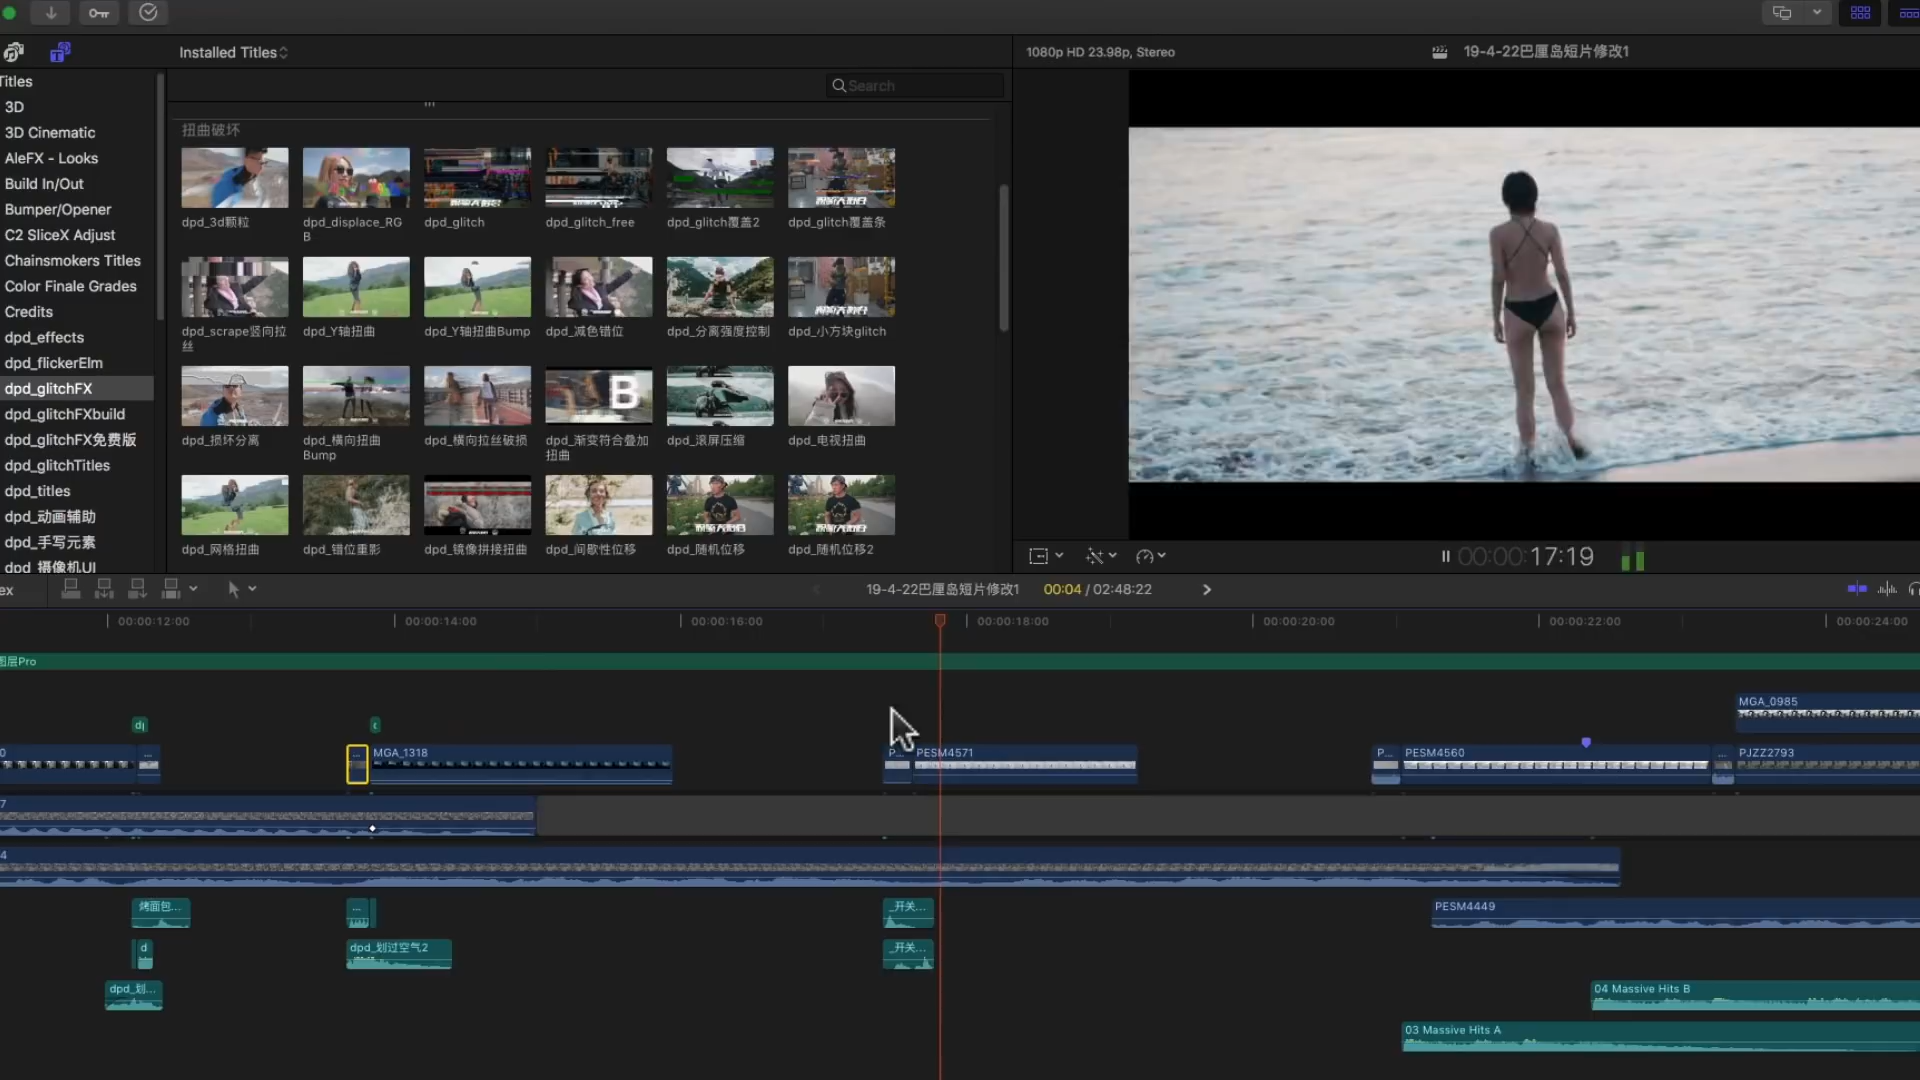 Installed Titles
1080p HD 23.98p, Stereo
19-4-22巴厘岛短片修改1
Titles
Search
3D
3D Cinematic
AleFX - Looks
Build In/Out
Bumper/Opener
C2 SliceX Adjust
Chainsmokers Titles
Color Finale Grades
Credits
dpd_effects
dpd_flickerElm
dpd_glitchFX
dpd_glitchFXbuild
dpd_glitchFX免费版
dpd_glitchTitles
dpd_titles
dpd_动画辅助
dpd_手写元素
dpd_摄像机UI
扭曲破坏
dpd_3d颗粒
dpd_displace_RG
B
dpd_glitch
dpd_glitch_free
dpd_glitch覆盖2
dpd_glitch覆盖条
dpd_scrape竖向拉
丝
dpd_Y轴扭曲
dpd_Y轴扭曲Bump
dpd_减色错位
dpd_分离强度控制
dpd_小方块glitch
B
dpd_损坏分离
dpd_横向扭曲
Bump
dpd_横向拉丝破损
dpd_渐变符合叠加
扭曲
dpd_滚屏压缩
dpd_电视扭曲
dpd_网格扭曲
dpd_错位重影
dpd_镜像拼接扭曲
dpd_间歇性位移
dpd_随机位移
dpd_随机位移2
00:00:17:19
ex
19-4-22巴厘岛短片修改1
00:04 / 02:48:22
00:00:12:00
00:00:14:00
00:00:16:00
00:00:18:00
00:00:20:00
00:00:22:00
00:00:24:00
图层Pro
MGA_0985
0
...
...
MGA_1318
P...
PESM4571
P...
PESM4560
...
PJZZ2793
7
4
烤面包...
...
_开关...
PESM4449
d
dpd_划过空气2
_开关...
dpd_划...
04 Massive Hits B
03 Massive Hits A